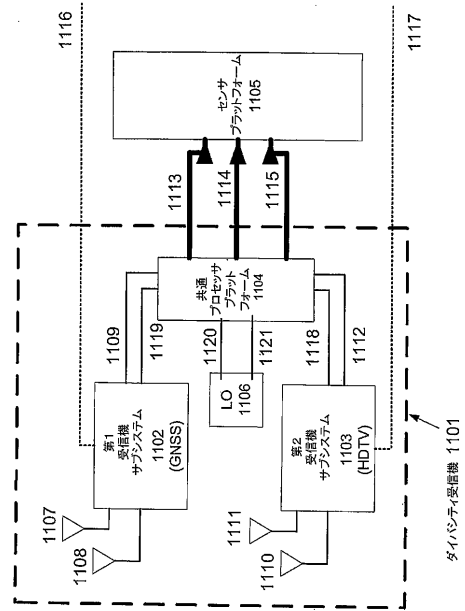 1116
1117
センサ
プラットフォーム
1105
1113
1114
1115
共通
プロセッサ
プラット
フォーム
1104
1109
1119
1120
1121
1118
1112
LO
1106
第1
受信機
サブシステム
1102
(GNSS)
第2
受信機
サブシステム
1103
(HDTV)
1107
1108
1111
1110
ダイバシティ受信機 1101